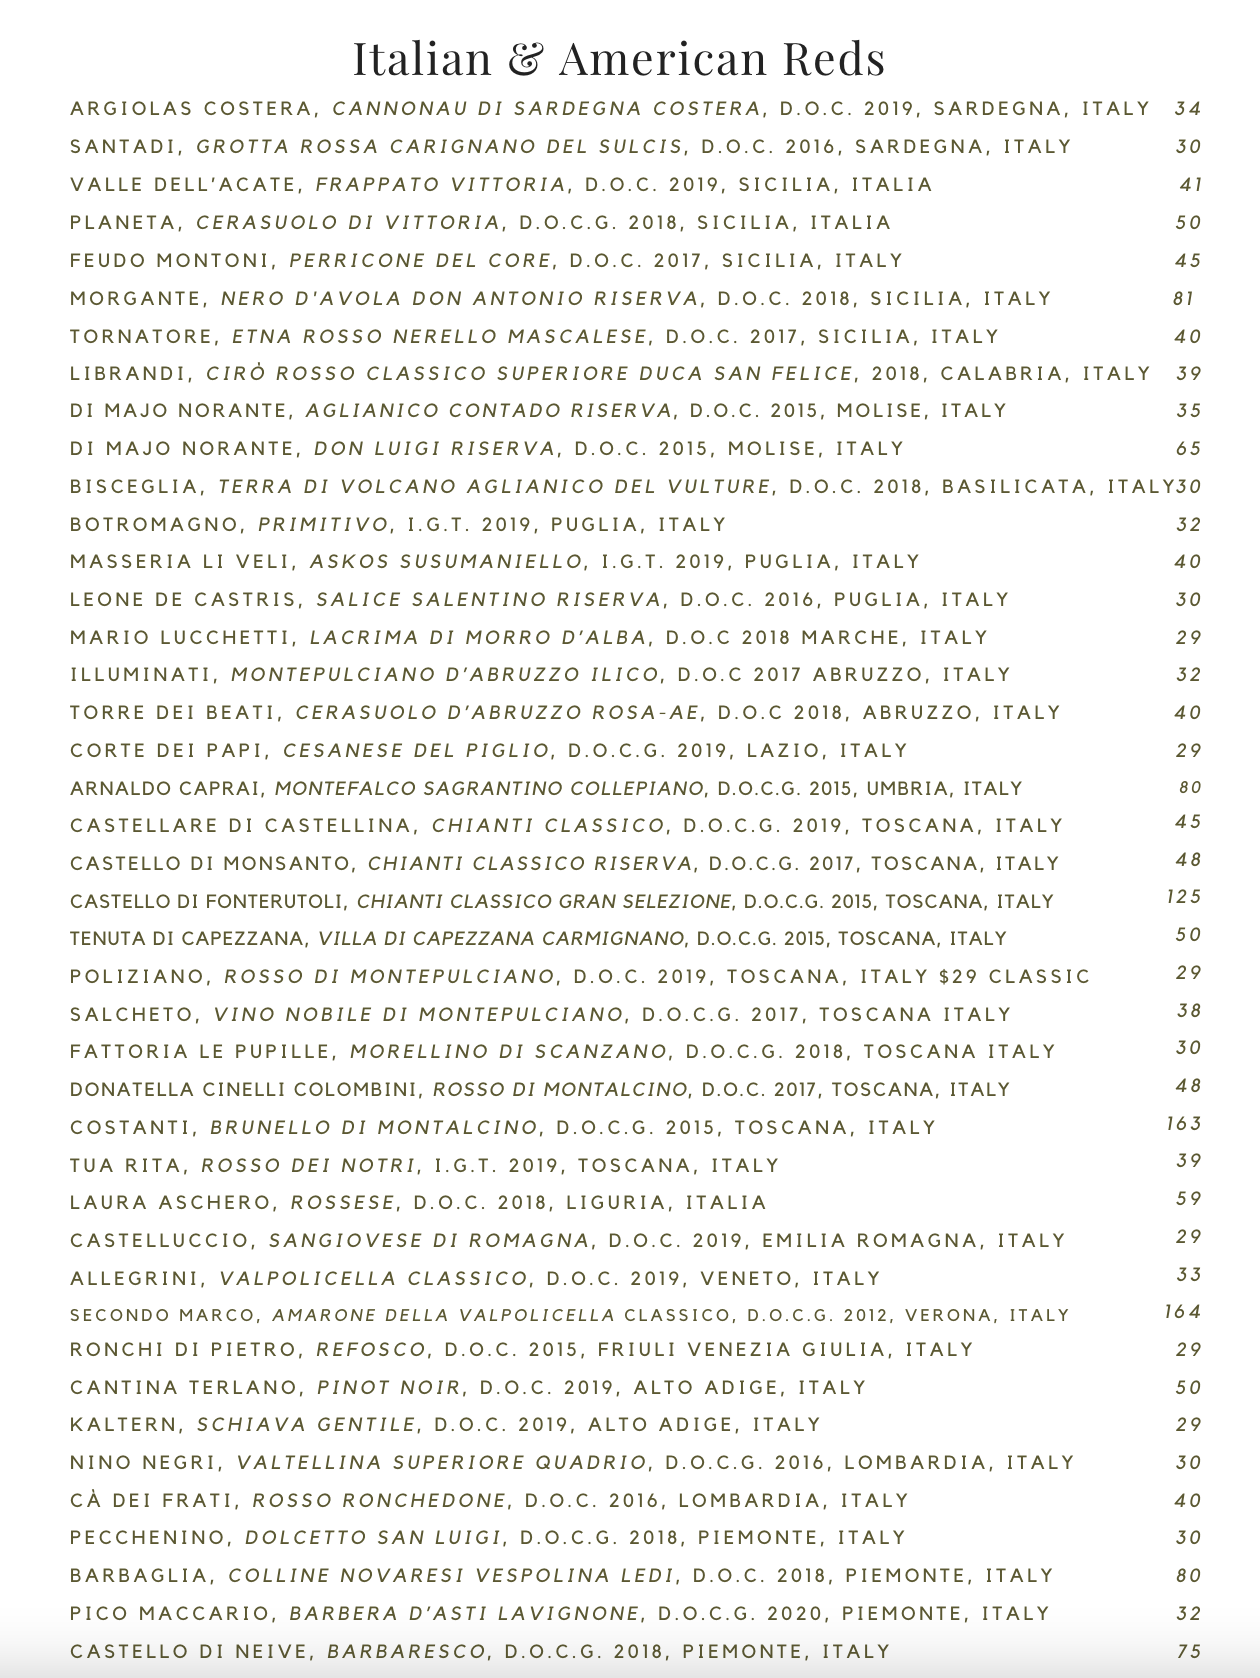 Italian & American Reds
ARGIOLAS COSTERA, CANNONAU DI SARDEGNA COSTERA, D.O.C. 2019, SARDEGNA, ITALY 34
SANTADI, GROTTA ROSSA CARIGNANO DEL SULCIS, D.O.C. 2016, SARDEGNA, ITALY 30
VALLE DELL'ACATE, FRAPPATO VITTORIA, D.O.C. 2019, SICILIA, ITALIA 41
PLANETA, CERASUOLO DI VITTORIA, D.O.C.G. 2018, SICILIA, ITALIA 50
FEUDO MONTONI, PERRICONE DEL CORE, D.O.C. 2017, SICILIA, ITALY 45
MORGANTE, NERO D'AVOLA DON ANTONIO RISERVA, D.O.C. 2018, SICILIA, ITALY 81
TORNATORE, ETNA ROSSO NERELLO MASCALESE, D.O.C. 2017, SICILIA, ITALY 40
LIBRANDI, CIRÒ ROSSO CLASSICO SUPERIORE DUCA SAN FELICE, 2018, CALABRIA, ITALY 39
DI MAJO NORANTE, AGLIANICO CONTADO RISERVA, D.O.C. 2015, MOLISE, ITALY 35
DI MAJO NORANTE, DON LUIGI RISERVA, D.O.C. 2015, MOLISE, ITALY 65
BISCEGLIA, TERRA DI VOLCANO AGLIANICO DEL VULTURE, D.O.C. 2018, BASILICATA, ITALY30
BOTROMAGNO, PRIMITIVO, I.G.T. 2019, PUGLIA, ITALY 32
MASSERIA LI VELI, ASKOS SUSUMANIELLO, I.G.T. 2019, PUGLIA, ITALY 40
LEONE DE CASTRIS, SALICE SALENTINO RISERVA, D.O.C. 2016, PUGLIA, ITALY 30
MARIO LUCCHETTI, LACRIMA DI MORRO D'ALBA, D.O.C 2018 MARCHE, ITALY 29
ILLUMINATI, MONTEPULCIANO D'ABRUZZO ILICO, D.O.C 2017 ABRUZZO, ITALY 32
TORRE DEI BEATI, CERASUOLO D'ABRUZZO ROSA-AE, D.O.C 2018, ABRUZZO, ITALY 40
CORTE DEI PAPI, CESANESE DEL PIGLIO, D.O.C.G. 2019, LAZIO, ITALY 29
ARNALDO CAPRAI, MONTEFALCO SAGRANTINO COLLEPIANO, D.O.C.G. 2015, UMBRIA, ITALY 80
CASTELLARE DI CASTELLINA, CHIANTI CLASSICO, D.O.C.G. 2019, TOSCANA, ITALY 45
CASTELLO DI MONSANTO, CHIANTI CLASSICO RISERVA, D.O.C.G. 2017, TOSCANA, ITALY 48
CASTELLO DI FONTERUTOLI, CHIANTI CLASSICO GRAN SELEZIONE, D.O.C.G. 2015, TOSCANA, ITALY 125
TENUTA DI CAPEZZANA, VILLA DI CAPEZZANA CARMIGNANO, D.O.C.G. 2015, TOSCANA, ITALY 50
POLIZIANO, ROSSO DI MONTEPULCIANO, D.O.C. 2019, TOSCANA, ITALY $29 CLASSIC 29
SALCHETO, VINO NOBILE DI MONTEPULCIANO, D.O.C.G. 2017, TOSCANA ITALY 38
FATTORIA LE PUPILLE, MORELLINO DI SCANZANO, D.O.C.G. 2018, TOSCANA ITALY 30
DONATELLA CINELLI COLOMBINI, ROSSO DI MONTALCINO, D.O.C. 2017, TOSCANA, ITALY 48
COSTANTI, BRUNELLO DI MONTALCINO, D.O.C.G. 2015, TOSCANA, ITALY 163
TUA RITA, ROSSO DEI NOTRI, I.G.T. 2019, TOSCANA, ITALY 39
LAURA ASCHERO, ROSSESE, D.O.C. 2018, LIGURIA, ITALIA 59
CASTELLUCCIO, SANGIOVESE DI ROMAGNA, D.O.C. 2019, EMILIA ROMAGNA, ITALY 29
ALLEGRINI, VALPOLICELLA CLASSICO, D.O.C. 2019, VENETO, ITALY 33
SECONDO MARCO, AMARONE DELLA VALPOLICELLA CLASSICO, D.O.C.G. 2012, VERONA, ITALY 164
RONCHI DI PIETRO, REFOSCO, D.O.C. 2015, FRIULI VENEZIA GIULIA, ITALY 29
CANTINA TERLANO, PINOT NOIR, D.O.C. 2019, ALTO ADIGE, ITALY 50
KALTERN, SCHIAVA GENTILE, D.O.C. 2019, ALTO ADIGE, ITALY 29
NINO NEGRI, VALTELLINA SUPERIORE QUADRIO, D.O.C.G. 2016, LOMBARDIA, ITALY 30
CÀ DEI FRATI, ROSSO RONCHEDONE, D.O.C. 2016, LOMBARDIA, ITALY 40
PECCHENINO, DOLCETTO SAN LUIGI, D.O.C.G. 2018, PIEMONTE, ITALY 30
BARBAGLIA, COLLINE NOVARESI VESPOLINA LEDI, D.O.C. 2018, PIEMONTE, ITALY 80
PICO MACCARIO, BARBERA D'ASTI LAVIGNONE, D.O.C.G. 2020, PIEMONTE, ITALY 32
CASTELLO DI NEIVE, BARBARESCO, D.O.C.G. 2018, PIEMONTE, ITALY 75